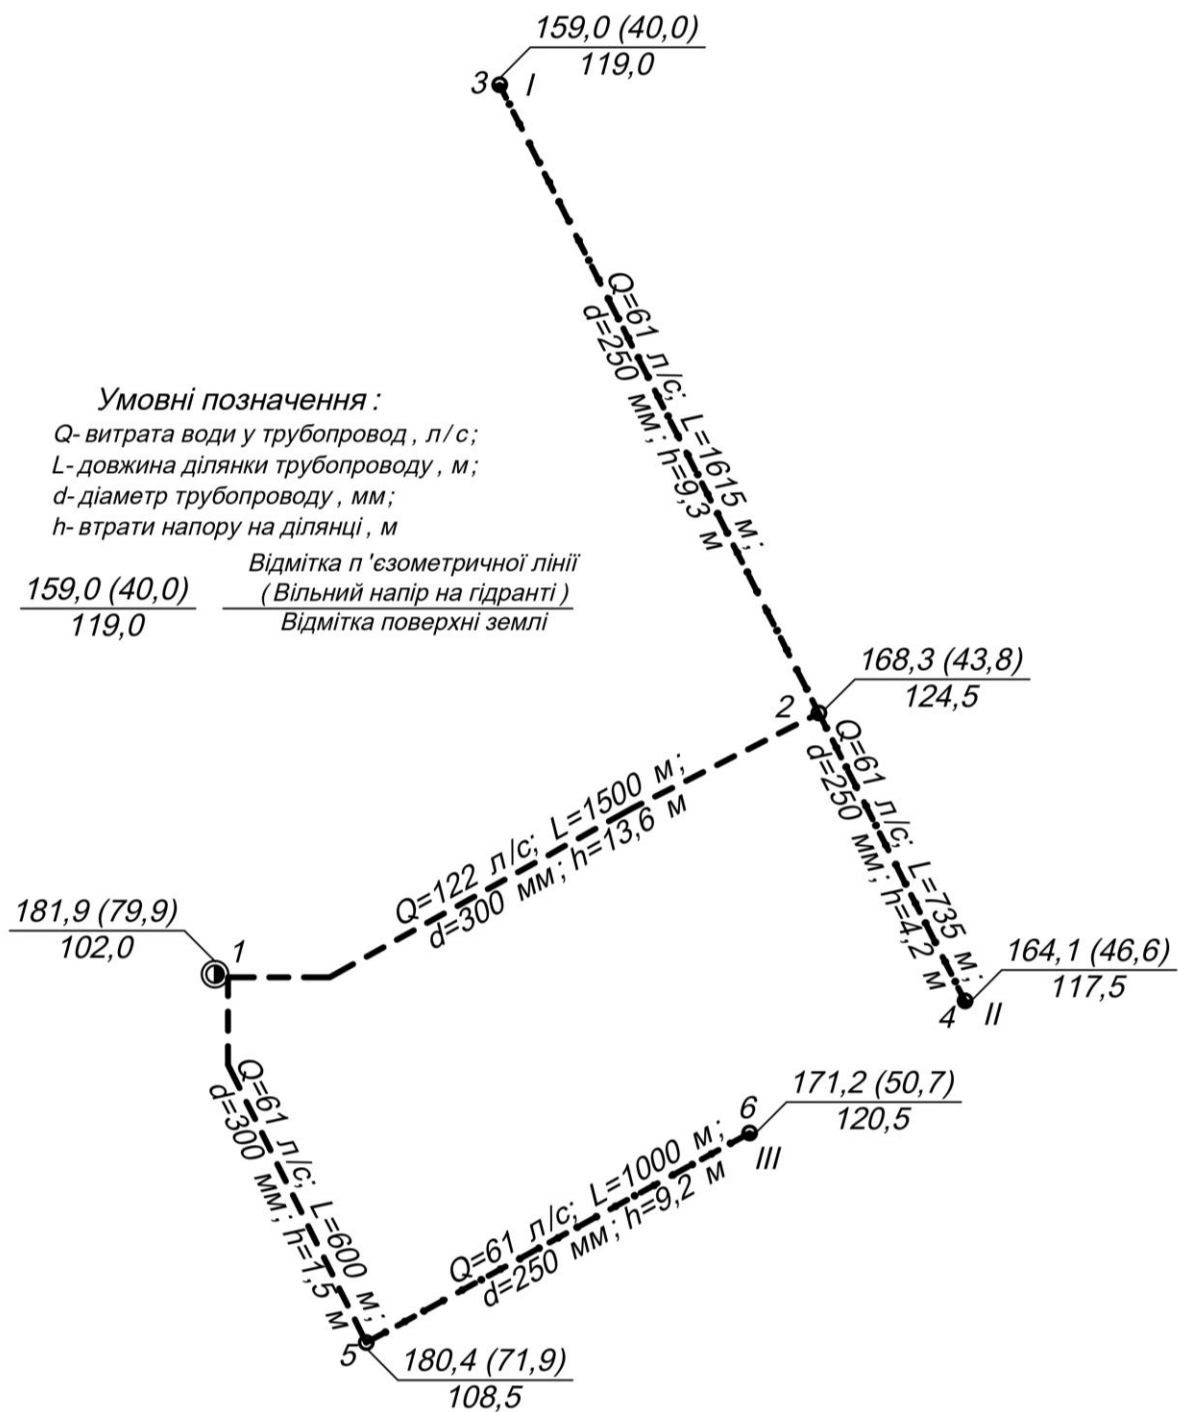 159,0 (40,0)
119,0
3
I
Q=61 л/с; L=1615 м;
d=250 мм; h=9,3 м
Умовні позначення :
Q- витрата води у трубопровод , л/с;
L- довжина ділянки трубопроводу , м;
d- діаметр трубопроводу , мм;
h- втрати напору на ділянці , м
159,0 (40,0)
119,0
Відмітка п 'єзометричної лінії
( Вільний напір на гідранті )
Відмітка поверхні землі
168,3 (43,8)
124,5
2
Q=61 л/с; L=735 м;
d=250 мм; h=4,2 м
Q=122 л/с; L=1500 м;
d=300 мм; h=13,6 м
181,9 (79,9)
102,0
1
164,1 (46,6)
117,5
4
II
Q=61 л/с; L=600 м;
d=300 мм; h=1,5 м
171,2 (50,7)
120,5
6
III
Q=61 л/с; L=1000 м;
d=250 мм; h=9,2 м
5
180,4 (71,9)
108,5